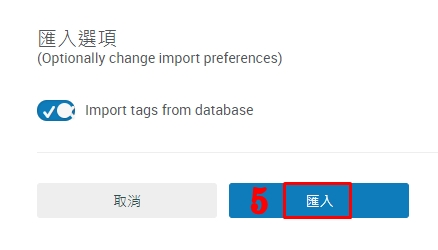 匯入選項
(Optionally change import preferences)
Import tags from database
取消
5 匯入